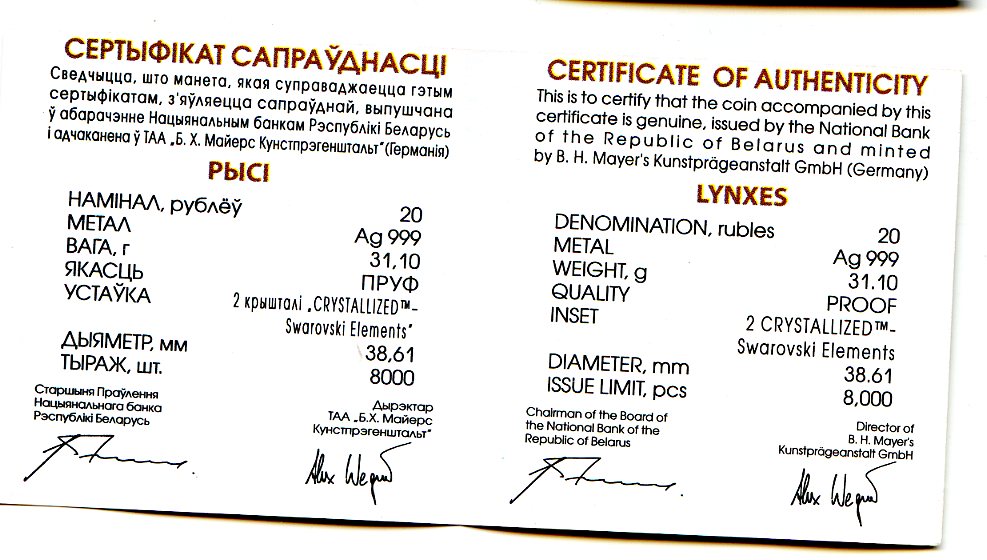 СЕРТЫФІКАТ САПРАЎДНАСЦІ
Сведчыцца, што манета, якая суправаджаецца гэтым
сертыфікатам, з'яўляецца сапраўднай, выпушчана
ў абарачэнне Нацыянальным банкам Рэспублікі Беларусь
і адчаканена ў ТАА „Б. Х. Майерс Кунстпрэгенштальт“(Германія)
РЫСІ
НАМІНАЛ, рублёў 20
МЕТАЛ Ag 999
ВАГА, г 31,10
ЯКАСЦЬ ПРУФ
УСТАЎКА 2 крышталі „CRYSTALLIZED™–
Swarovski Elements“
ДЫЯМЕТР, мм 38,61
ТЫРАЖ, шт. 8000
Старшыня Праўлення
Нацыянальнага банка
Рэспублікі Беларусь
Дырэктар
ТАА „Б. Х. Майерс
Кунстпрэгенштальт“
Alex Wegner
CERTIFICATE OF AUTHENTICITY
This is to certify that the coin accompanied by this
certificate is genuine, issued by the National Bank
of the Republic of Belarus and minted
by B. H. Mayer's Kunstprägeanstalt GmbH (Germany)
LYNXES
DENOMINATION, rubles 20
METAL Ag 999
WEIGHT, g 31.10
QUALITY PROOF
INSET 2 CRYSTALLIZED™–
Swarovski Elements
DIAMETER, mm 38.61
ISSUE LIMIT, pcs 8,000
Chairman of the Board of
the National Bank of the
Republic of Belarus
Director of
B. H. Mayer's
Kunstprägeanstalt GmbH
Alex Wegner